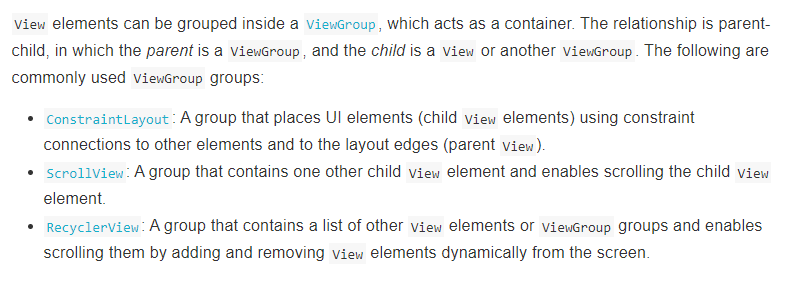 View elements can be grouped inside a ViewGroup, which acts as a container. The relationship is parent-
child, in which the parent is a ViewGroup, and the child is a View or another ViewGroup. The following are
commonly used ViewGroup groups:
• ConstraintLayout: A group that places UI elements (child View elements) using constraint
connections to other elements and to the layout edges (parent View).
• ScrollView: A group that contains one other child View element and enables scrolling the child View
element.
• RecyclerView: A group that contains a list of other View elements or ViewGroup groups and enables
scrolling them by adding and removing View elements dynamically from the screen.